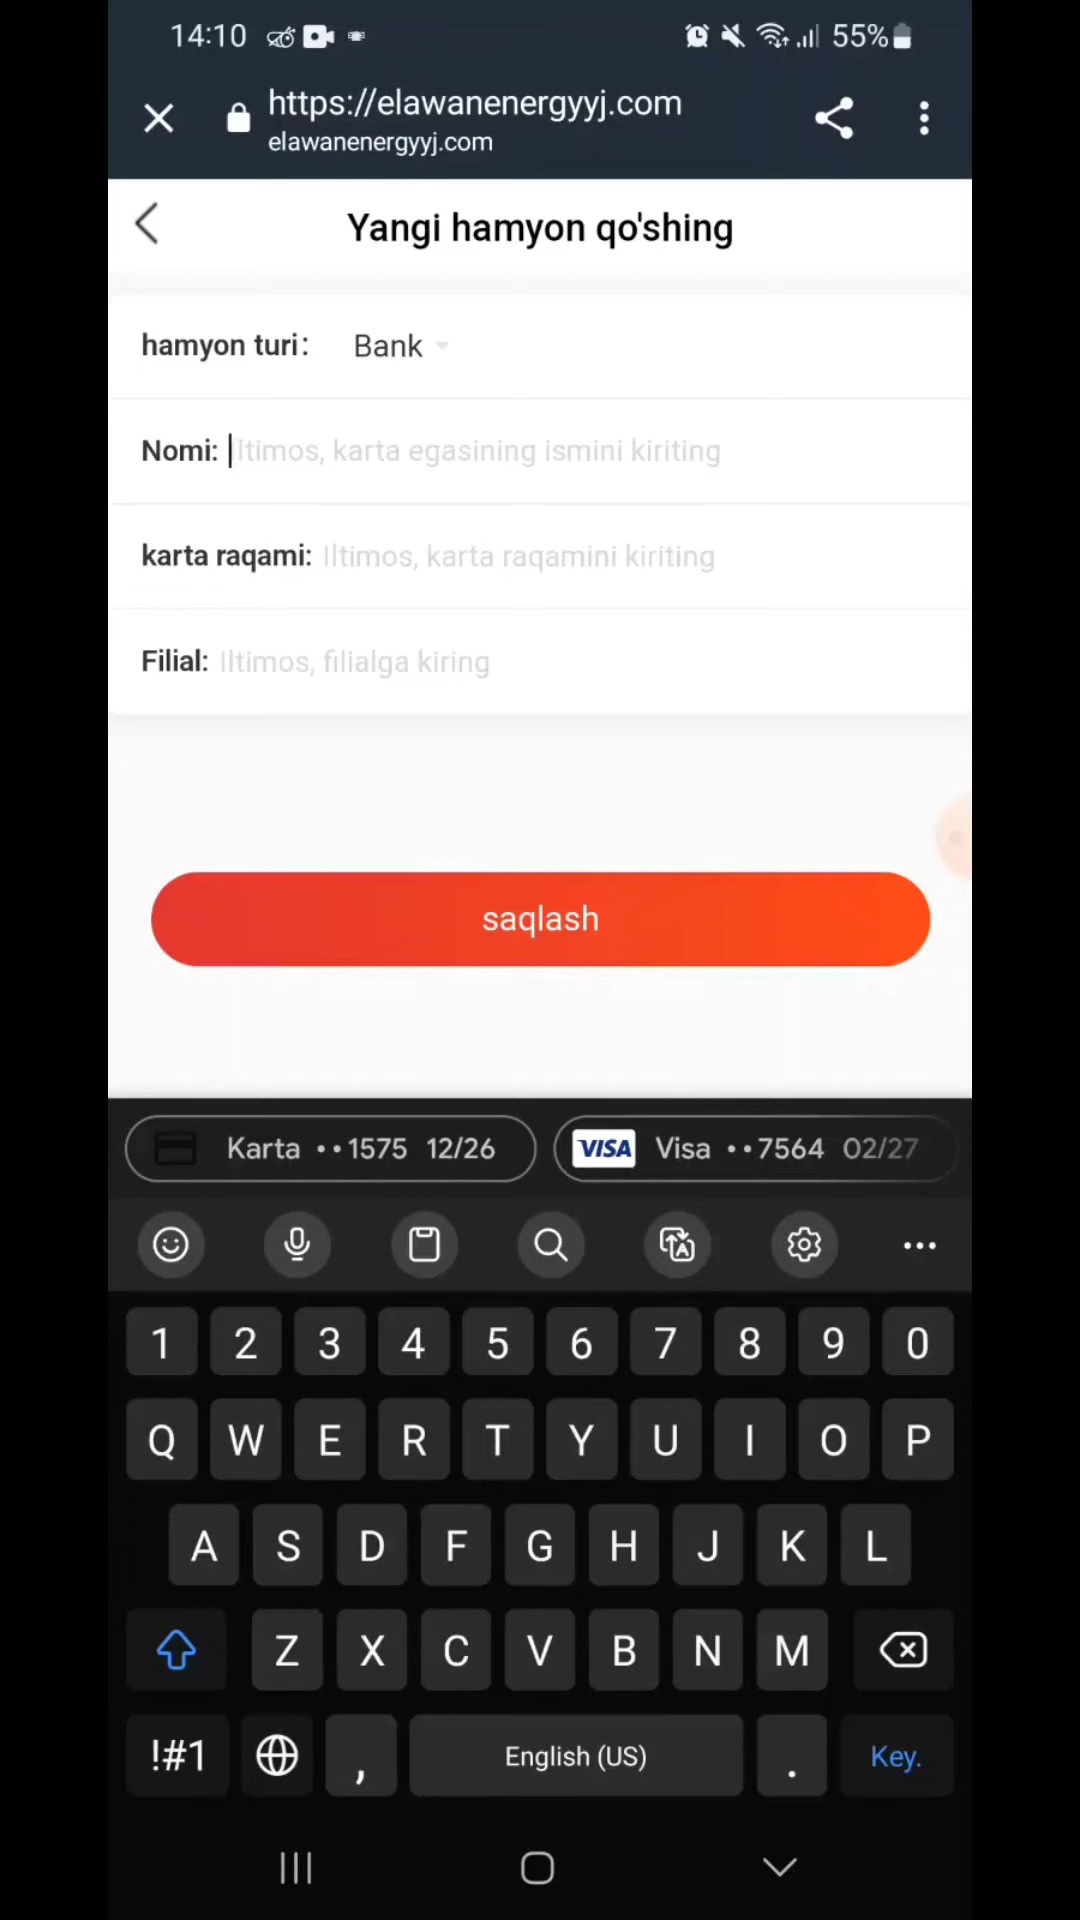 14:10
55%
https://elawanenergyyj.com
elawanenergyyj.com
Yangi hamyon qo'shing
hamyon turi: Bank
Nomi: Iltimos, karta egasining ismini kiriting
karta raqami: Iltimos, karta raqamini kiriting
Filial: Iltimos, filialga kiring
saqlash
Karta ••1575 12/26
VISA Visa ••7564 02/27
1 2 3 4 5 6 7 8 9 0
Q W E R T Y U I O P
A S D F G H J K L
Z X C V B N M
!#1 , English (US) . Key.